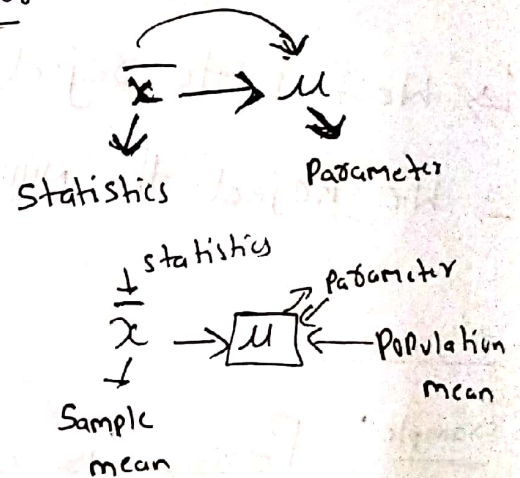 x̄ → μ
Statistics
Parameter
statistics
Parameter
x̄ → μ ← Population
mean
Sample
mean